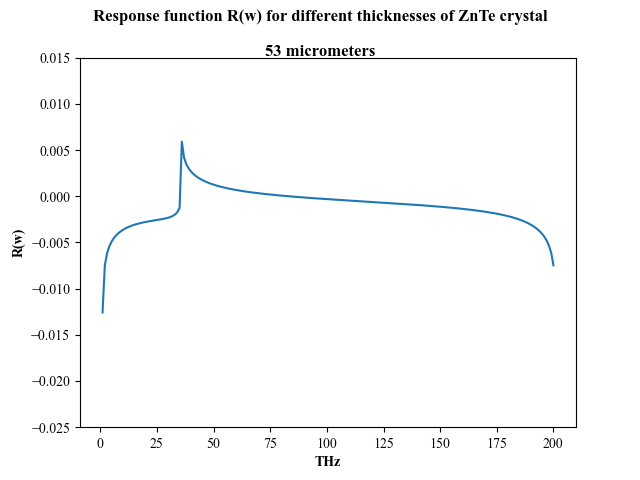 Response function R(w) for different thicknesses of ZnTe crystal
53 micrometers
0.015
0.010
0.005
0.000
−0.005
−0.010
−0.015
−0.020
−0.025
R(w)
0 25 50 75 100 125 150 175 200
THz